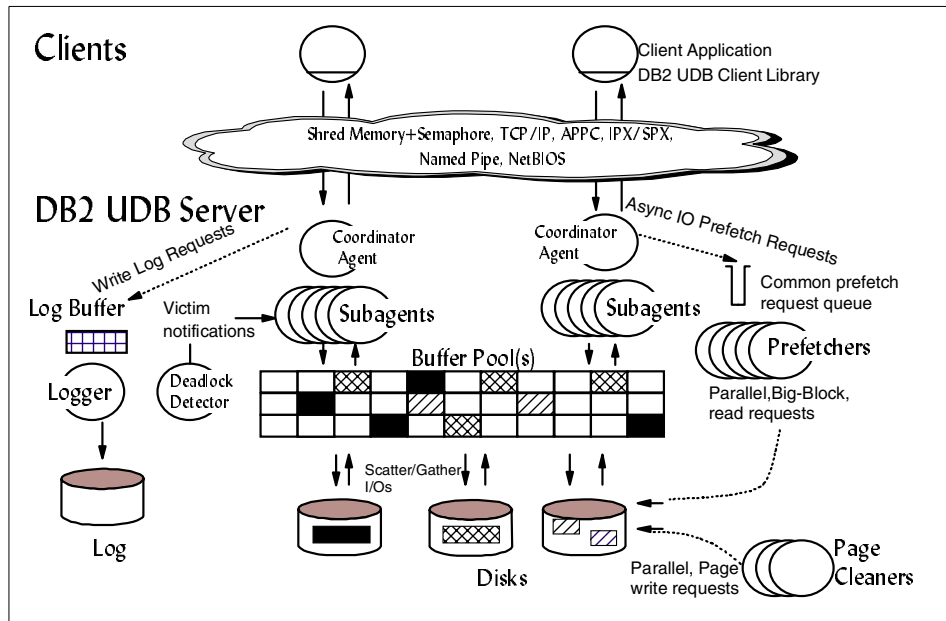 Clients
Client Application
DB2 UDB Client Library
Shred Memory+Semaphore, TCP/IP, APPC, IPX/SPX,
Named Pipe, NetBIOS
DB2 UDB Server
Write Log Requests
Coordinator
Agent
Coordinator
Agent
Async IO Prefetch Requests
Common prefetch
request queue
Log Buffer
Victim
notifications
Subagents
Subagents
Prefetchers
Buffer Pool(s)
Logger
Deadlock
Detector
Parallel,Big-Block,
read requests
Scatter/Gather
I/Os
Log
Disks
Parallel, Page
write requests
Page
Cleaners